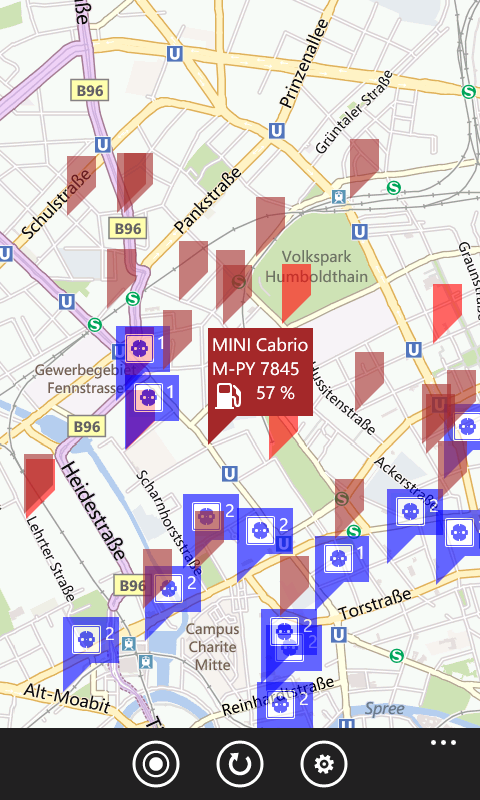 ße
Prinzenallee
U
B96
S
Grüntaler Straße
U
U
Schulstraße
Pankstraße
S
B96
U
U
Volkspark
Humboldthain
Graunstraße
S
U
S
S
MINI Cabrio
M-PY 7845
57 %
1
U
Gewerbegebiet
Fennstrasse
1
Hussitenstraße
U
B96
Heidestraße
U
Ackerstraße
Scharnhorststraße
S
Lehrter Straße
2
2
2
U
S
1
B96
2
Torstraße
2
Campus
Charite
Mitte
2
2
U
S
S
Alt-Moabit
Reinhardtstraße
2
Spree
U